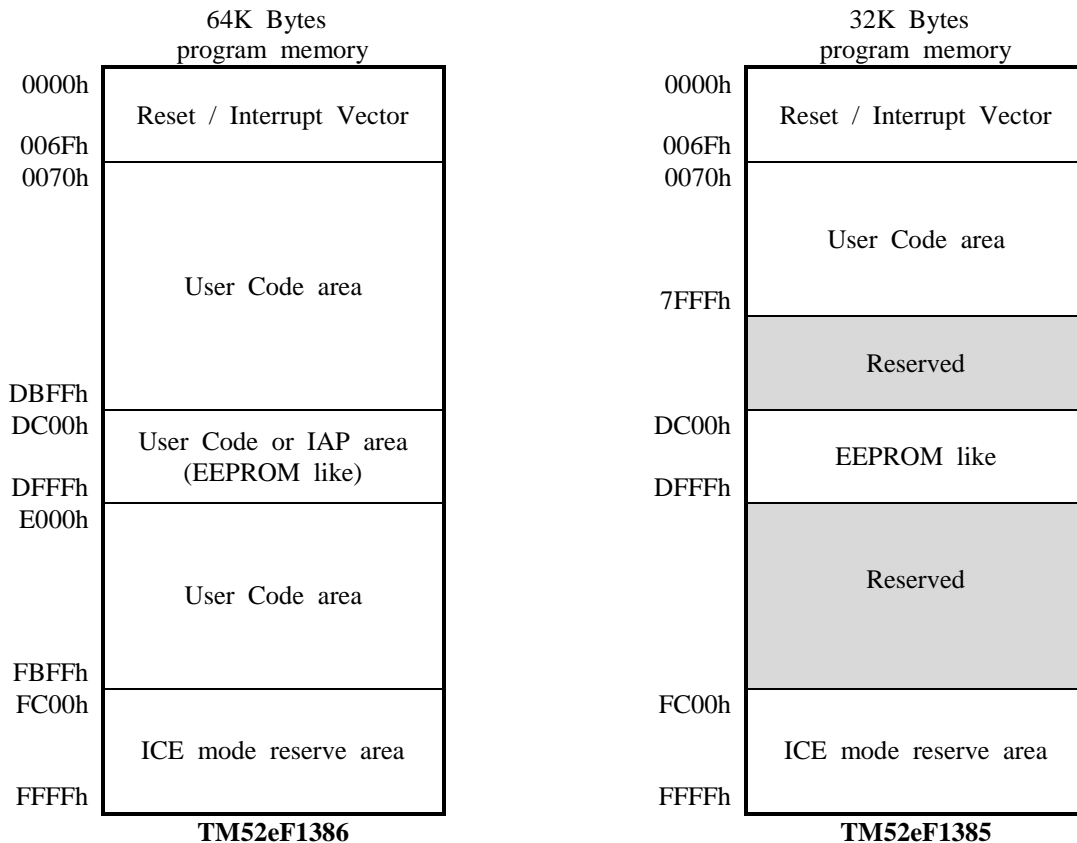 64K Bytes
program memory
0000h
Reset / Interrupt Vector
006Fh
0070h
User Code area
DBFFh
DC00h
User Code or IAP area
(EEPROM like)
DFFFh
E000h
User Code area
FBFFh
FC00h
ICE mode reserve area
FFFFh
TM52eF1386
32K Bytes
program memory
0000h
Reset / Interrupt Vector
006Fh
0070h
User Code area
7FFFh
Reserved
DC00h
EEPROM like
DFFFh
Reserved
FC00h
ICE mode reserve area
FFFFh
TM52eF1385